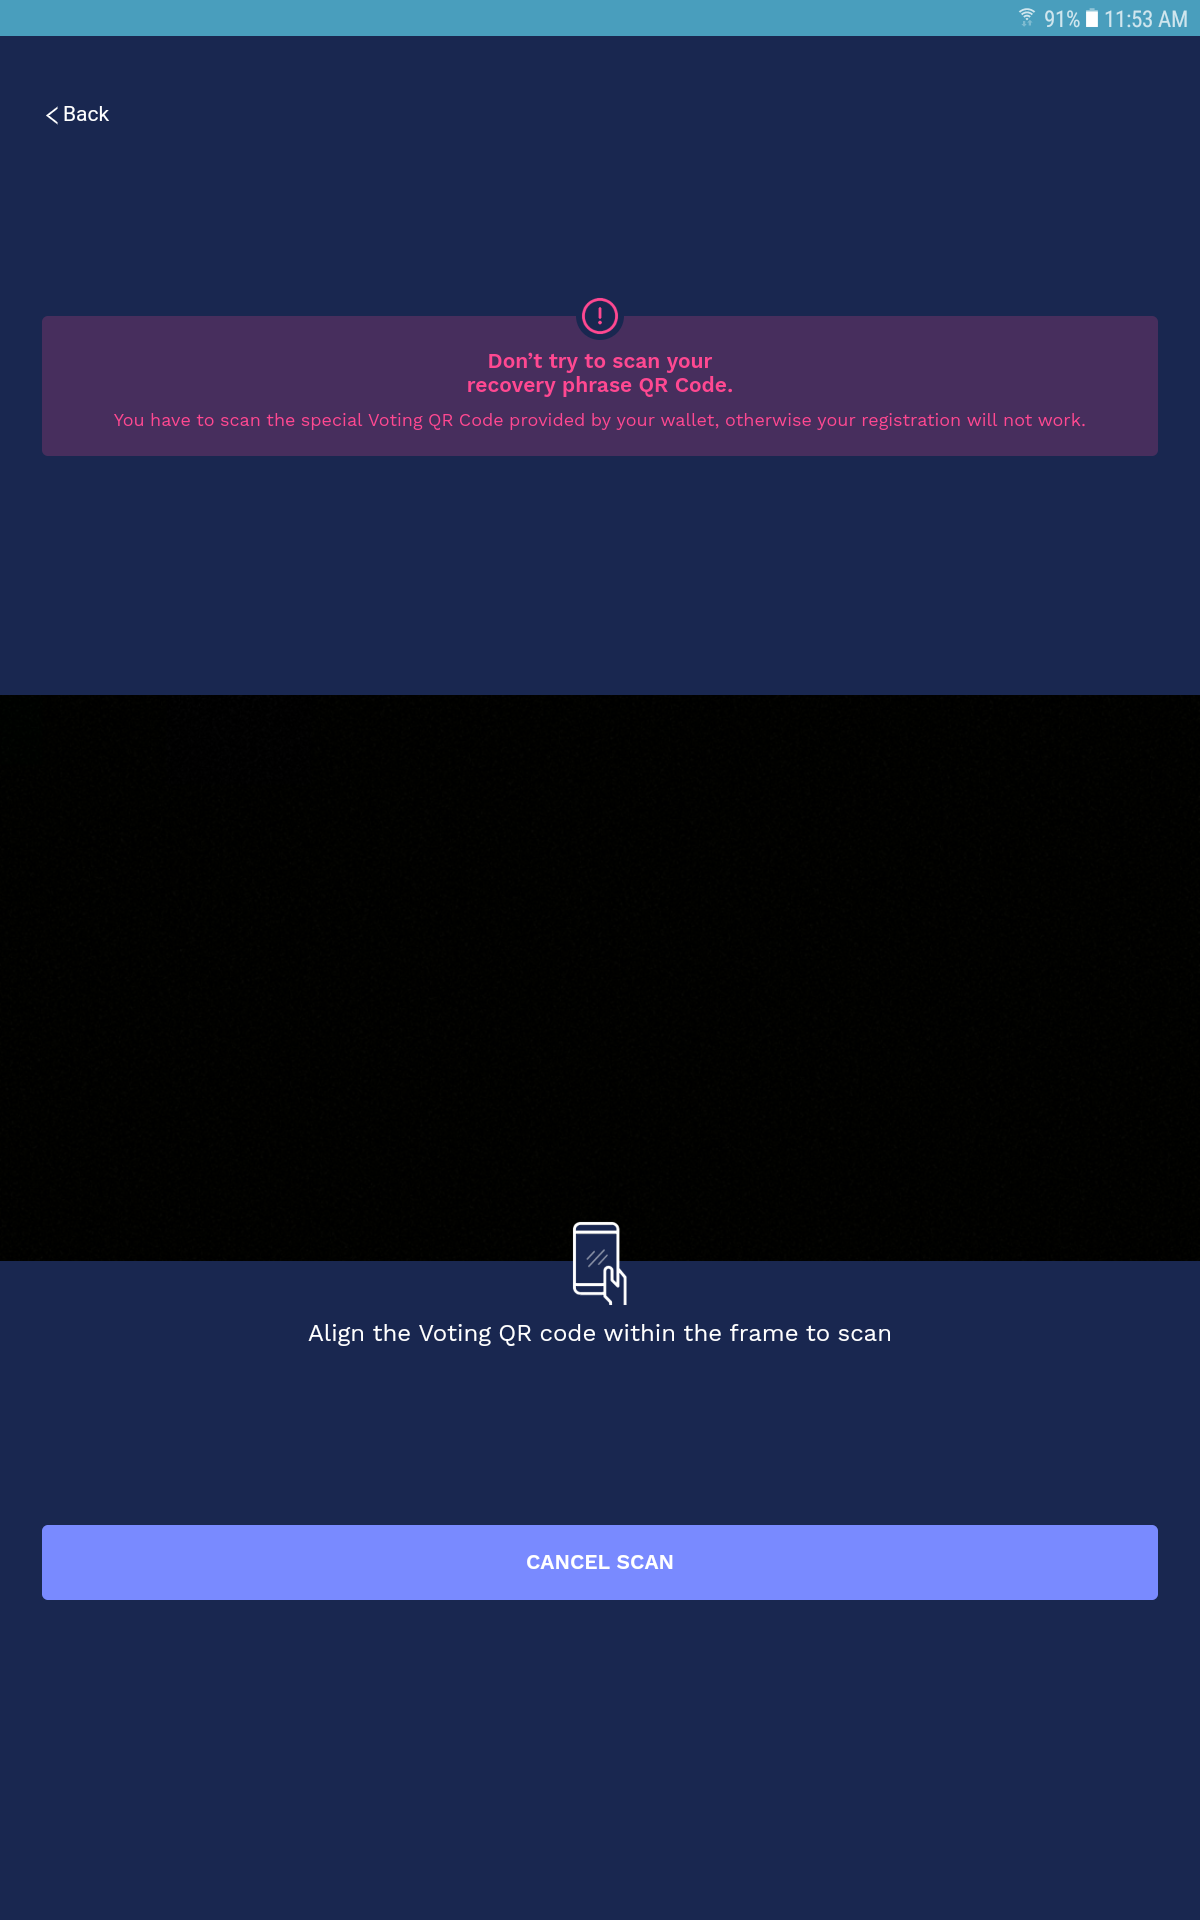 91% 11:53 AM
Back
Don’t try to scan your
recovery phrase QR Code.
You have to scan the special Voting QR Code provided by your wallet, otherwise your registration will not work.
Align the Voting QR code within the frame to scan
CANCEL SCAN